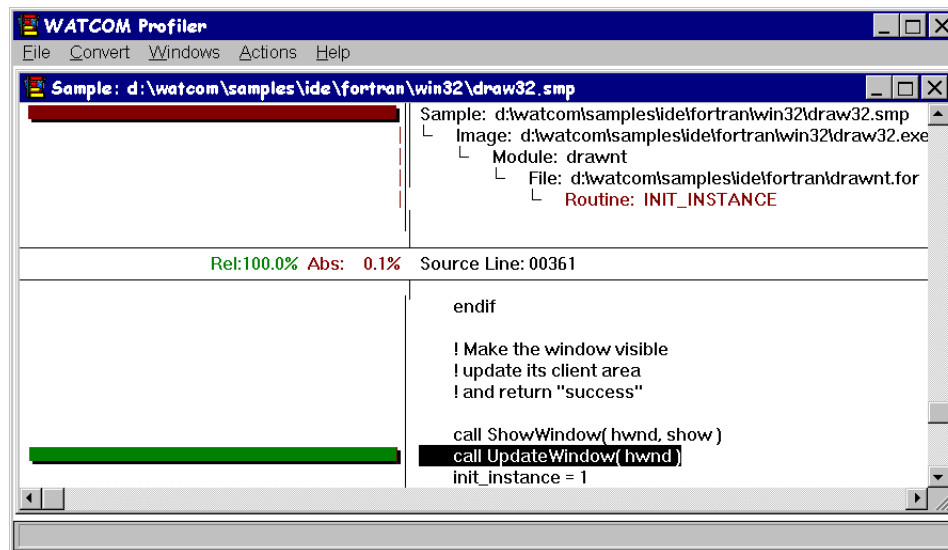 WATCOM Profiler
File Convert Windows Actions Help
Sample: d:\watcom\samples\ide\fortran\win32\draw32.smp
Sample: d:\watcom\samples\ide\fortran\win32\draw32.smp
Image: d:\watcom\samples\ide\fortran\win32\draw32.exe
Module: drawnt
File: d:\watcom\samples\ide\fortran\drawnt.for
Routine: INIT_INSTANCE
Rel:100.0% Abs: 0.1% Source Line: 00361
endif
! Make the window visible
! update its client area
! and return "success"
call ShowWindow( hwnd, show )
call UpdateWindow( hwnd )
init_instance = 1